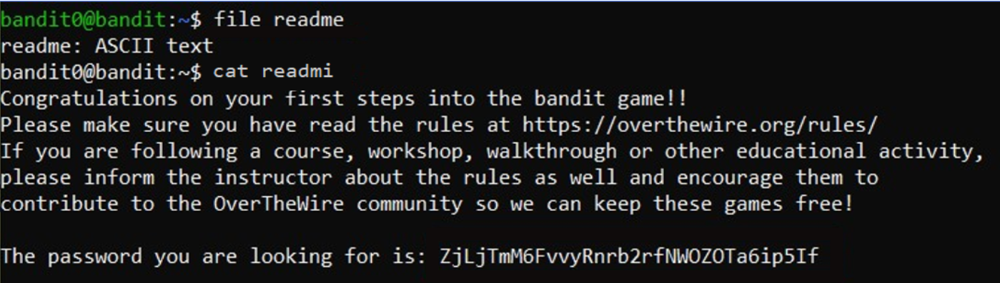 bandit0@bandit:~$ file readme
readme: ASCII text
bandit0@bandit:~$ cat readmi
Congratulations on your first steps into the bandit game!!
Please make sure you have read the rules at https://overthewire.org/rules/
If you are following a course, workshop, walkthrough or other educational activity,
please inform the instructor about the rules as well and encourage them to
contribute to the OverTheWire community so we can keep these games free!

The password you are looking for is: ZjLjTmM6FvvyRnrb2rfNWOZOTa6ip5If